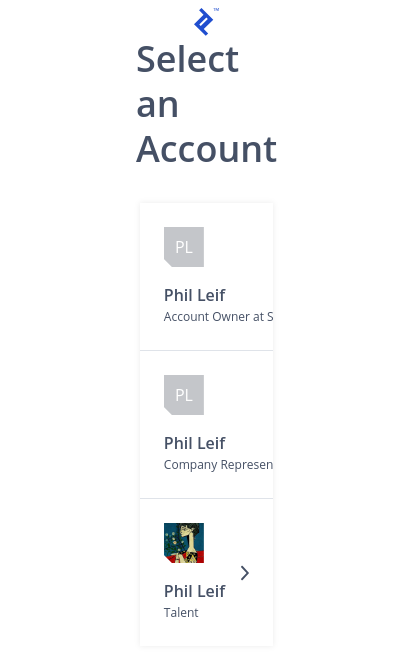 ™
Select
an
Account
PL
Phil Leif
Account Owner at S
PL
Phil Leif
Company Represen
Phil Leif
Talent